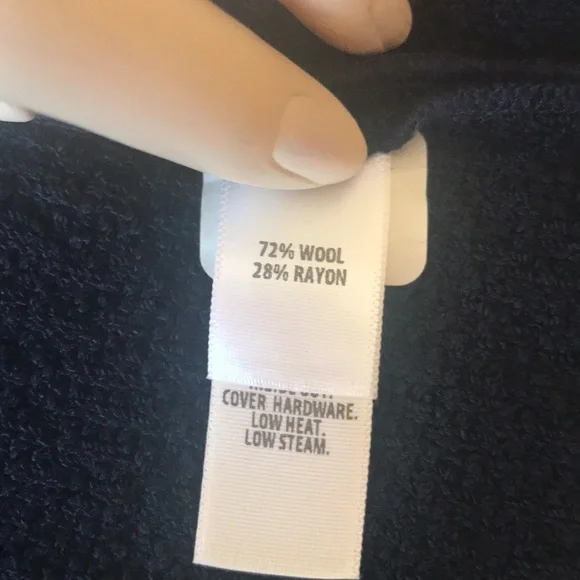 72% WOOL
28% RAYON
COVER HARDWARE.
LOW HEAT.
LOW STEAM.